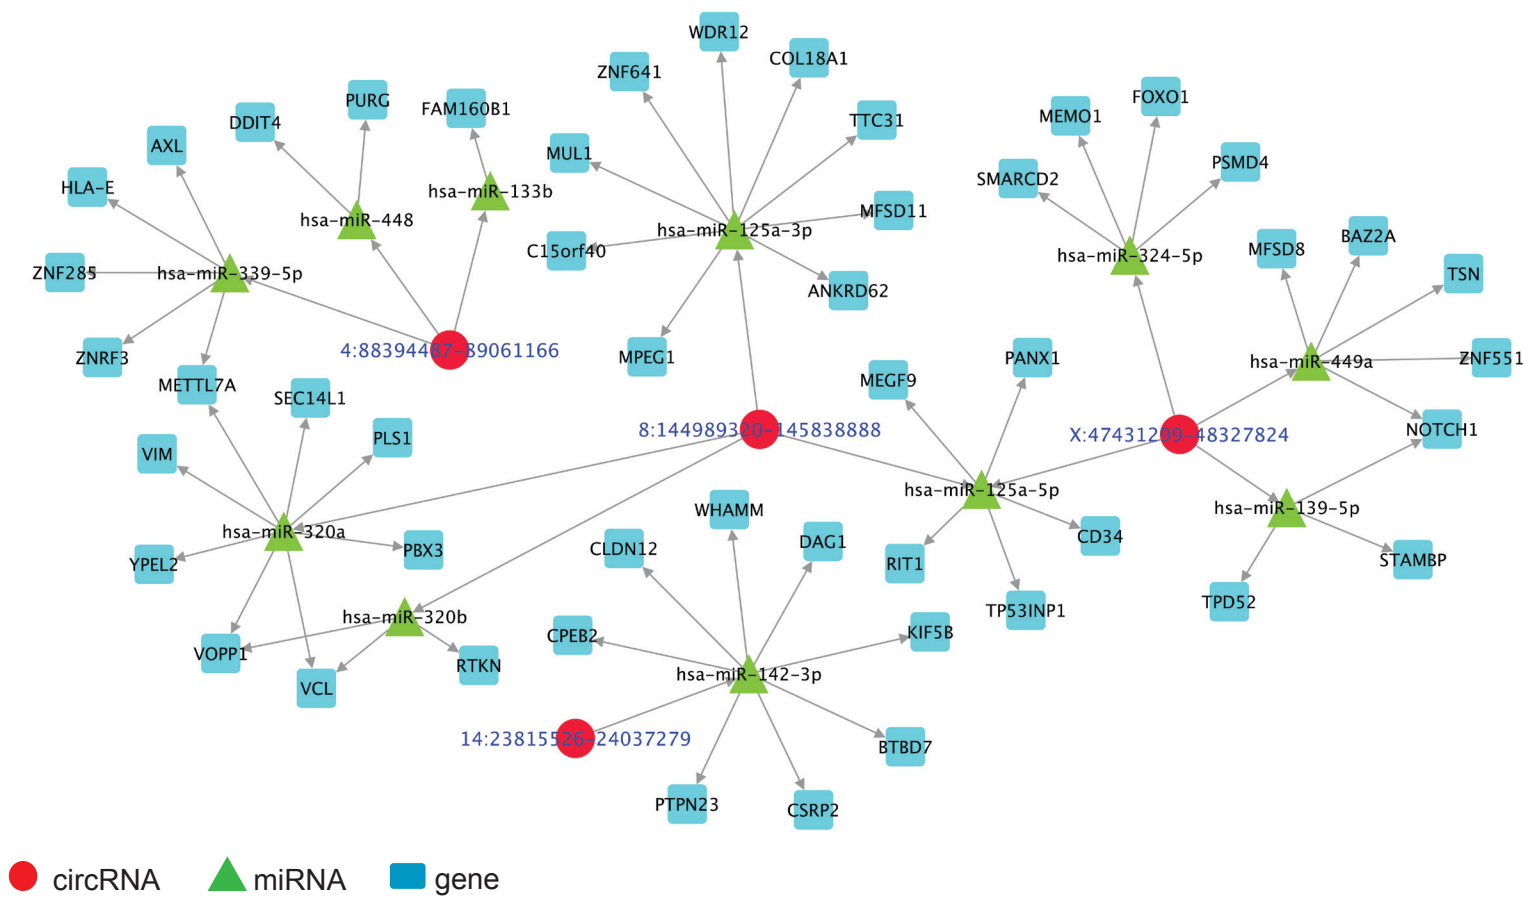 WDR12
COL18A1
ZNF641
PURG
FOXO1
FAM160B1
MEMO1
DDIT4
TTC31
AXL
MUL1
PSMD4
SMARCD2
HLA-E
hsa-miR-133b
MFSD11
hsa-miR-448
hsa-miR-125a-3p
BAZ2A
MFSD8
C15orf40
hsa-miR-324-5p
ZNF285
hsa-miR-339-5p
TSN
ANKRD62
4:88394487-89061166
ZNRF3
MPEG1
PANX1
ZNF551
hsa-miR-449a
MEGF9
METTL7A
SEC14L1
8:144989320-145838888
X:47431299-48327824
NOTCH1
PLS1
VIM
hsa-miR-125a-5p
WHAMM
hsa-miR-139-5p
hsa-miR-320a
CD34
DAG1
CLDN12
PBX3
STAMBP
YPEL2
RIT1
TPD52
TP53INP1
hsa-miR-320b
KIF5B
CPEB2
VOPP1
RTKN
hsa-miR-142-3p
VCL
14:23815526-24037279
BTBD7
PTPN23
CSRP2
circRNA
miRNA
gene